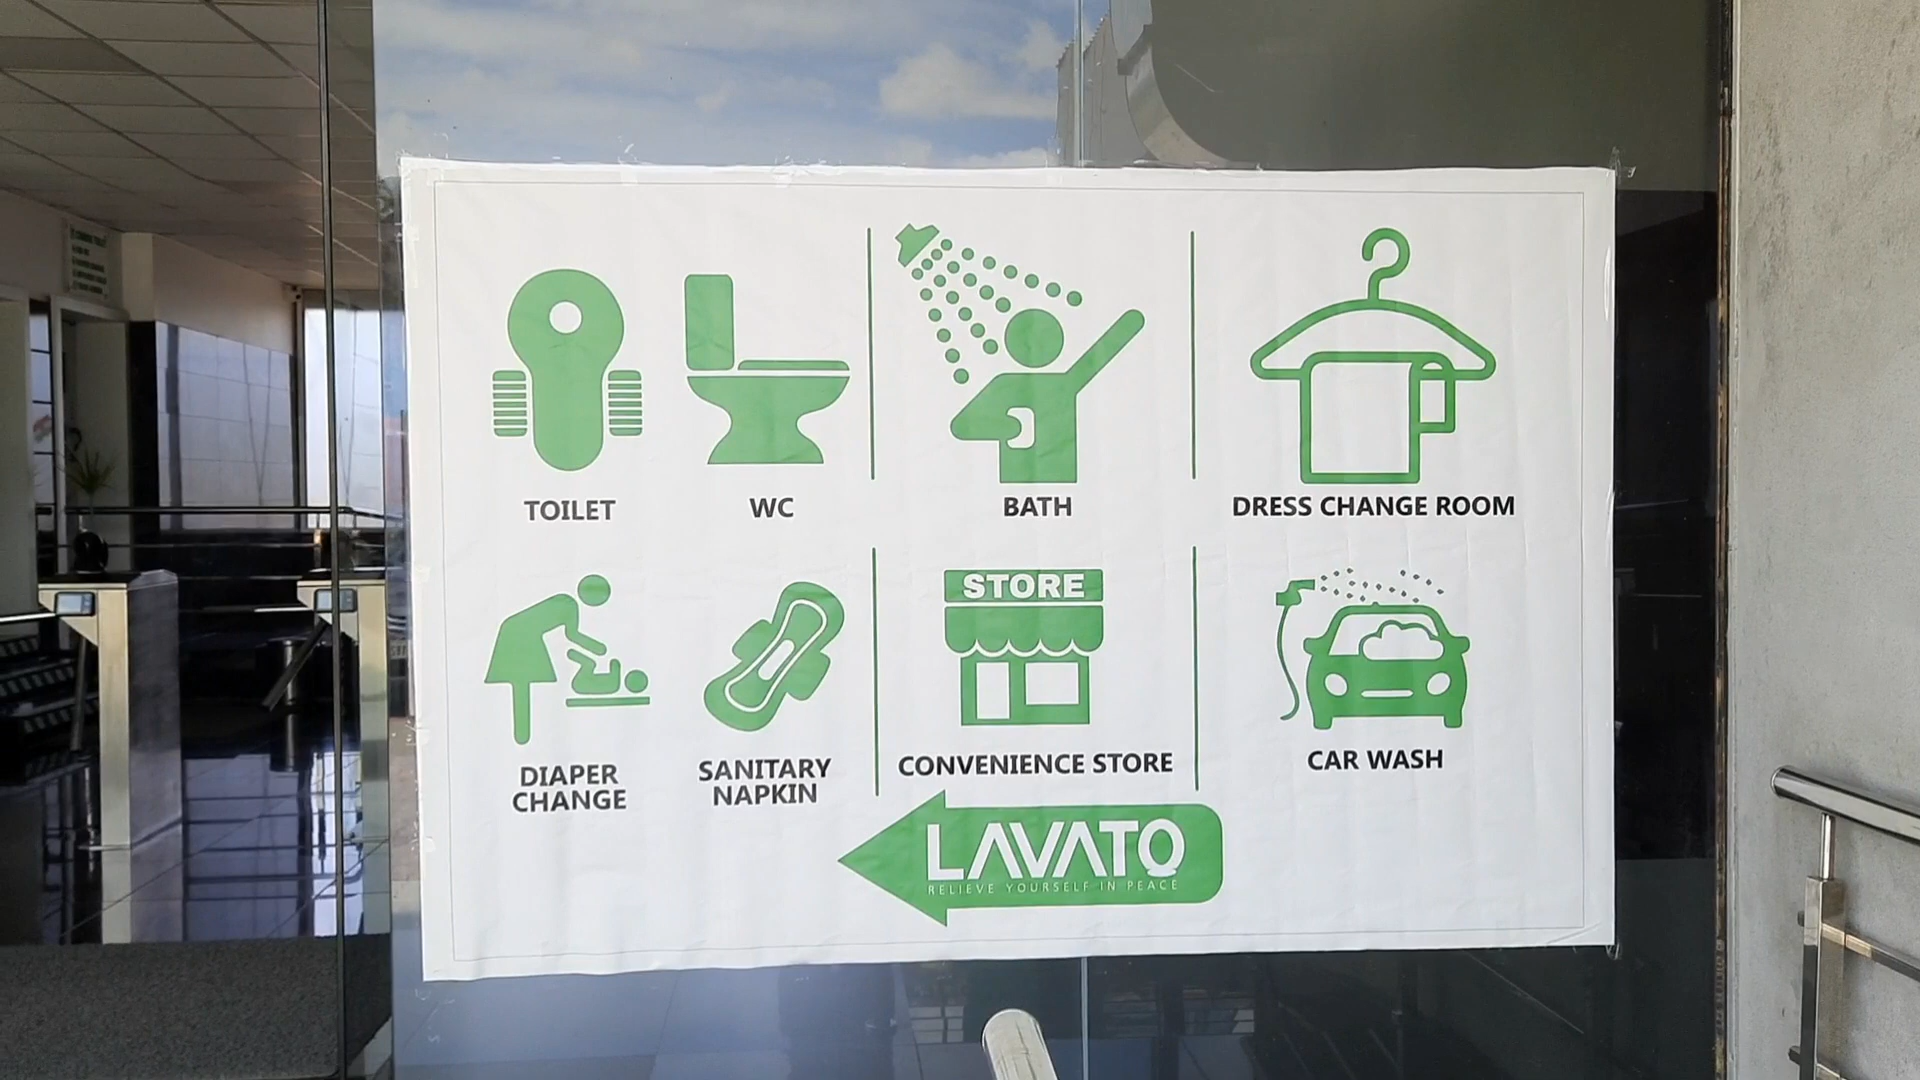 TOILET
WC
BATH
DRESS CHANGE ROOM
DIAPER
CHANGE
SANITARY
NAPKIN
STORE
CONVENIENCE STORE
CAR WASH
LAVATO
RELIEVE YOURSELF IN PEACE